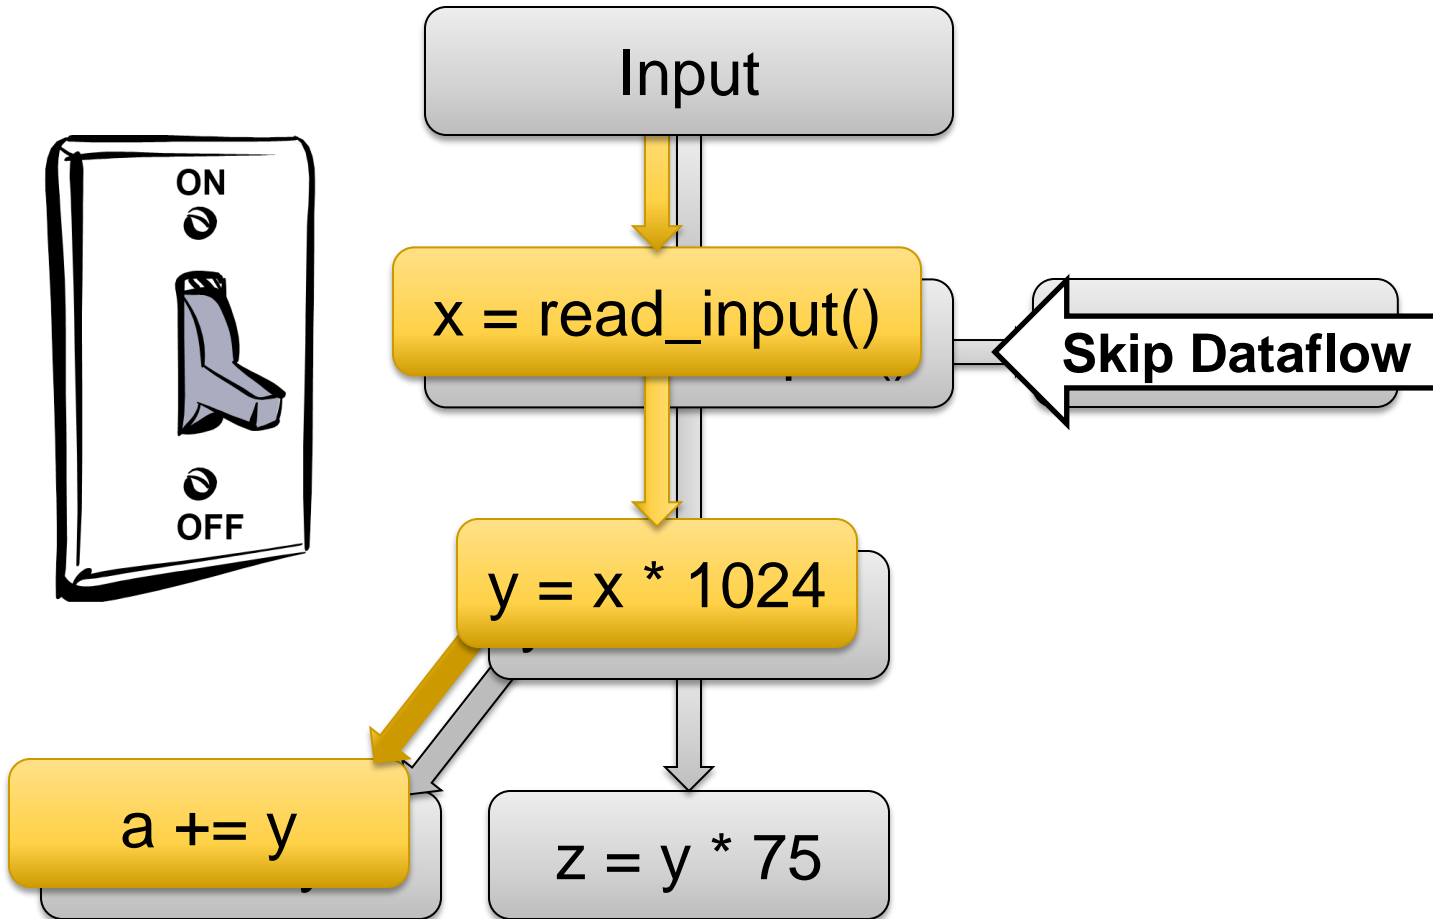 Input
ON
x = read_input()
Skip Dataflow
OFF
y = x * 1024
a += y
z = y * 75